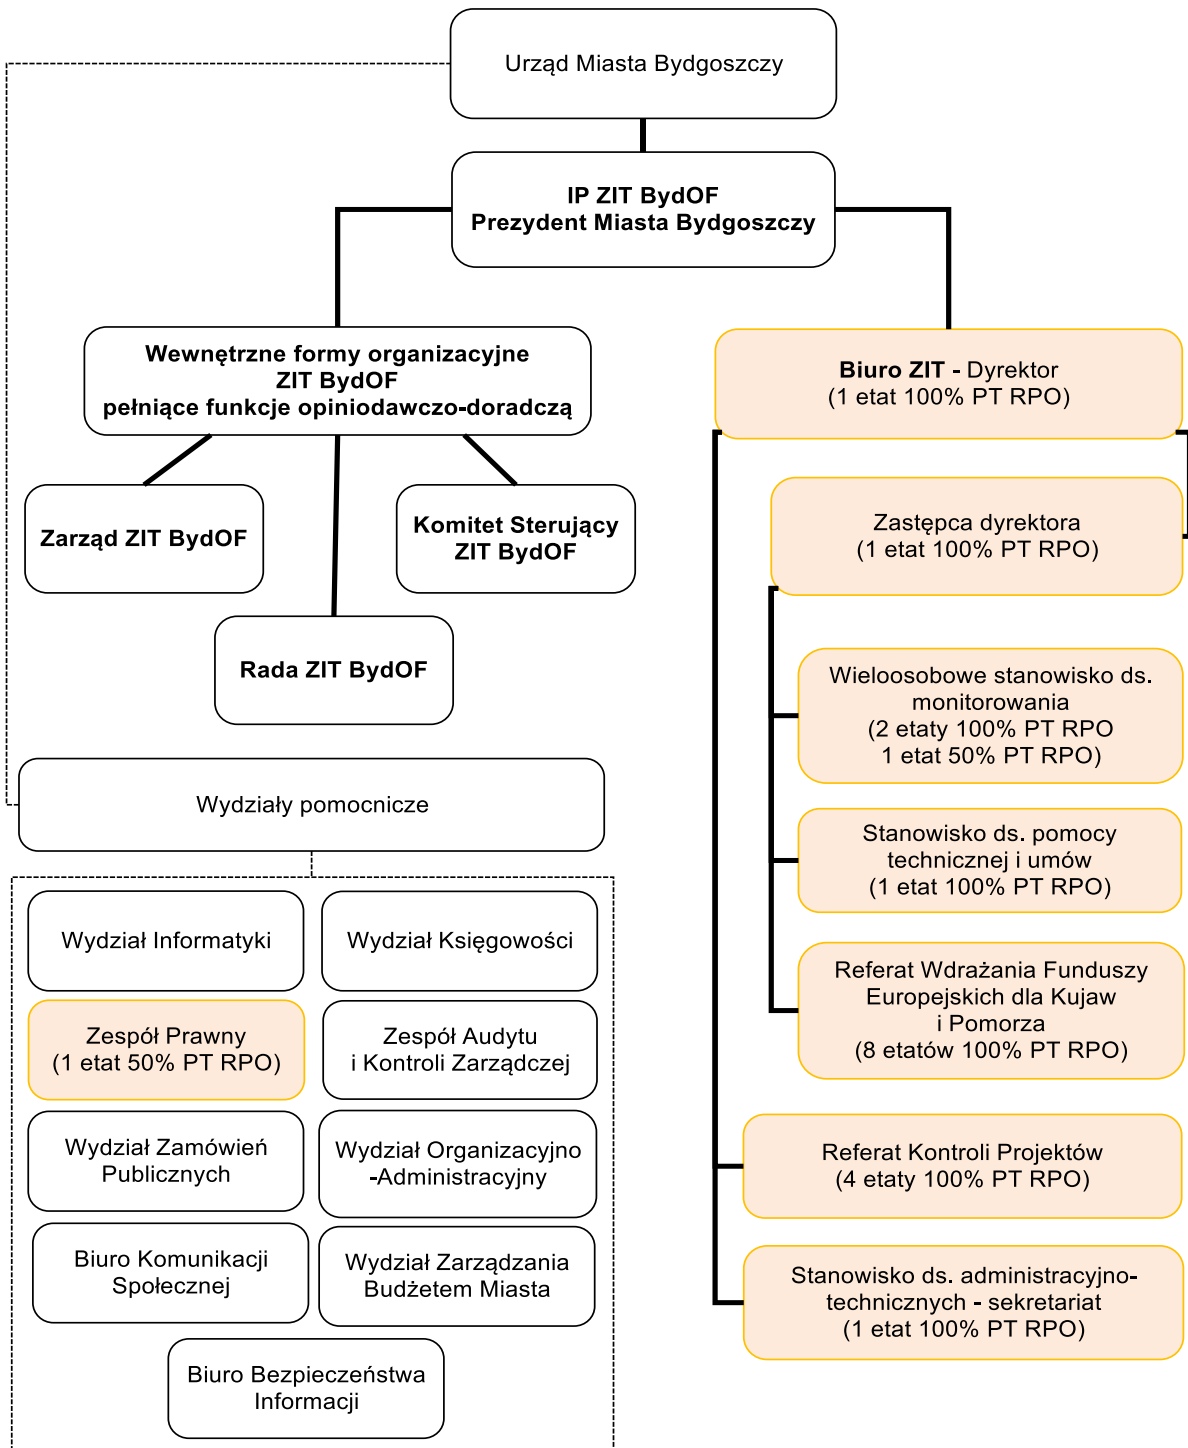 Urząd Miasta Bydgoszczy
IP ZIT BydOF
Prezydent Miasta Bydgoszczy
Wewnętrzne formy organizacyjne
ZIT BydOF
pełniące funkcje opiniodawczo-doradczą
Zarząd ZIT BydOF
Komitet Sterujący
ZIT BydOF
Rada ZIT BydOF
Biuro ZIT - Dyrektor
(1 etat 100% PT RPO)
Zastępca dyrektora
(1 etat 100% PT RPO)
Wieloosobowe stanowisko ds.
monitorowania
(2 etaty 100% PT RPO
1 etat 50% PT RPO)
Stanowisko ds. pomocy
technicznej i umów
(1 etat 100% PT RPO)
Referat Wdrażania Funduszy
Europejskich dla Kujaw
i Pomorza
(8 etatów 100% PT RPO)
Referat Kontroli Projektów
(4 etaty 100% PT RPO)
Stanowisko ds. administracyjno-
technicznych - sekretariat
(1 etat 100% PT RPO)
Wydziały pomocnicze
Wydział Informatyki
Wydział Księgowości
Zespół Prawny
(1 etat 50% PT RPO)
Zespół Audytu
i Kontroli Zarządczej
Wydział Zamówień
Publicznych
Wydział Organizacyjno
-Administracyjny
Biuro Komunikacji
Społecznej
Wydział Zarządzania
Budżetem Miasta
Biuro Bezpieczeństwa
Informacji